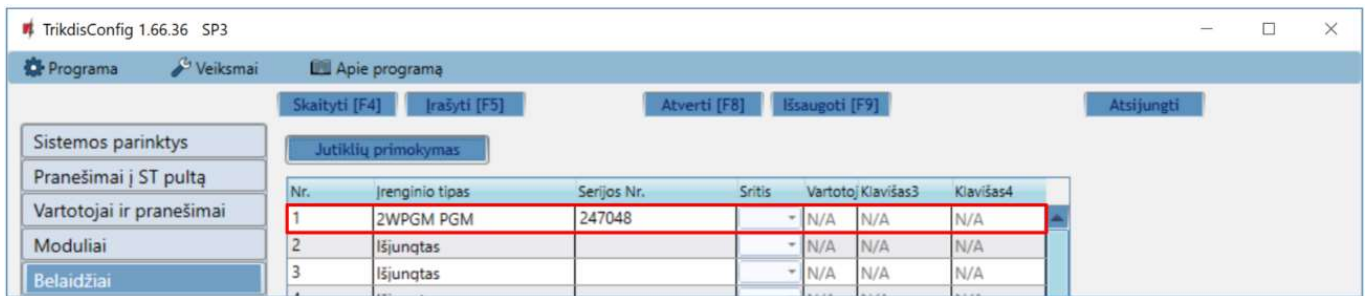 TrikdisConfig 1.66.36 SP3
Programa Veiksmai Apie programą
Skaityti [F4] Įrašyti [F5] Atverti [F8] Išsaugoti [F9] Atsijungti
Sistemos parinktys
Jutiklių primokymas
Pranešimai į ST pultą
Nr. Įrenginio tipas Serijos Nr. Sritis Vartotoj Klavišas3 Klavišas4
Vartotojai ir pranešimai
1 2WPGM PGM 247048 N/A N/A N/A
Moduliai
2 Išjungtas N/A N/A N/A
Belaidžiai
3 Išjungtas N/A N/A N/A